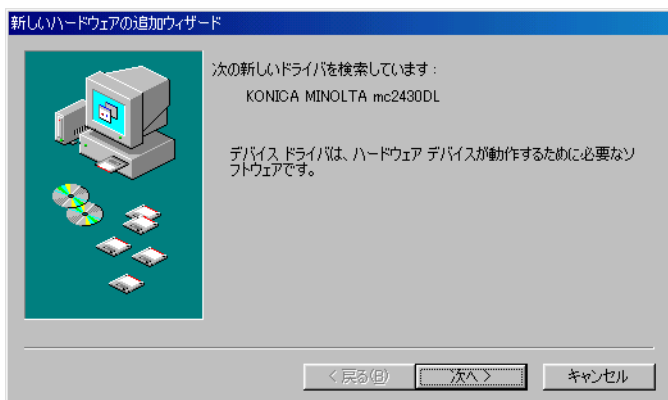 新しいハードウェアの追加ウィザード
次の新しいドライバを検索しています:
KONICA MINOLTA mc2430DL
デバイス ドライバは、ハードウェア デバイスが動作するために必要なソ
フトウェアです。
< 戻る(B) 次へ > キャンセル